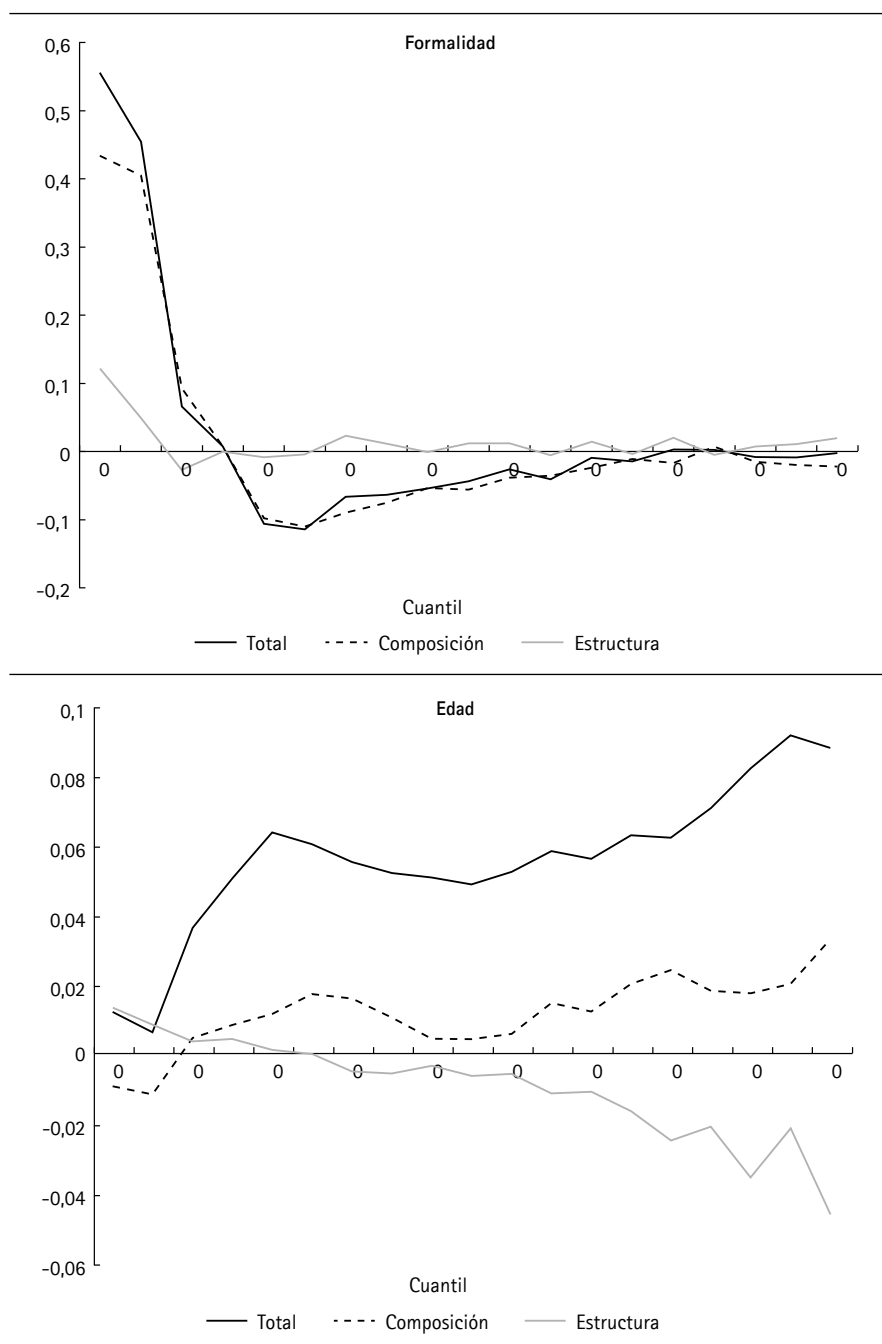 Formalidad
0,6
0,5
0,4
0,3
0,2
0,1
0
-0,1
-0,2
0 0 0 0 0 0 0 0 0 0
Cuantil
Total Composición Estructura
Edad
0,1
0,08
0,06
0,04
0,02
0
-0,02
-0,04
-0,06
0 0 0 0 0 0 0 0 0 0
Cuantil
Total Composición Estructura